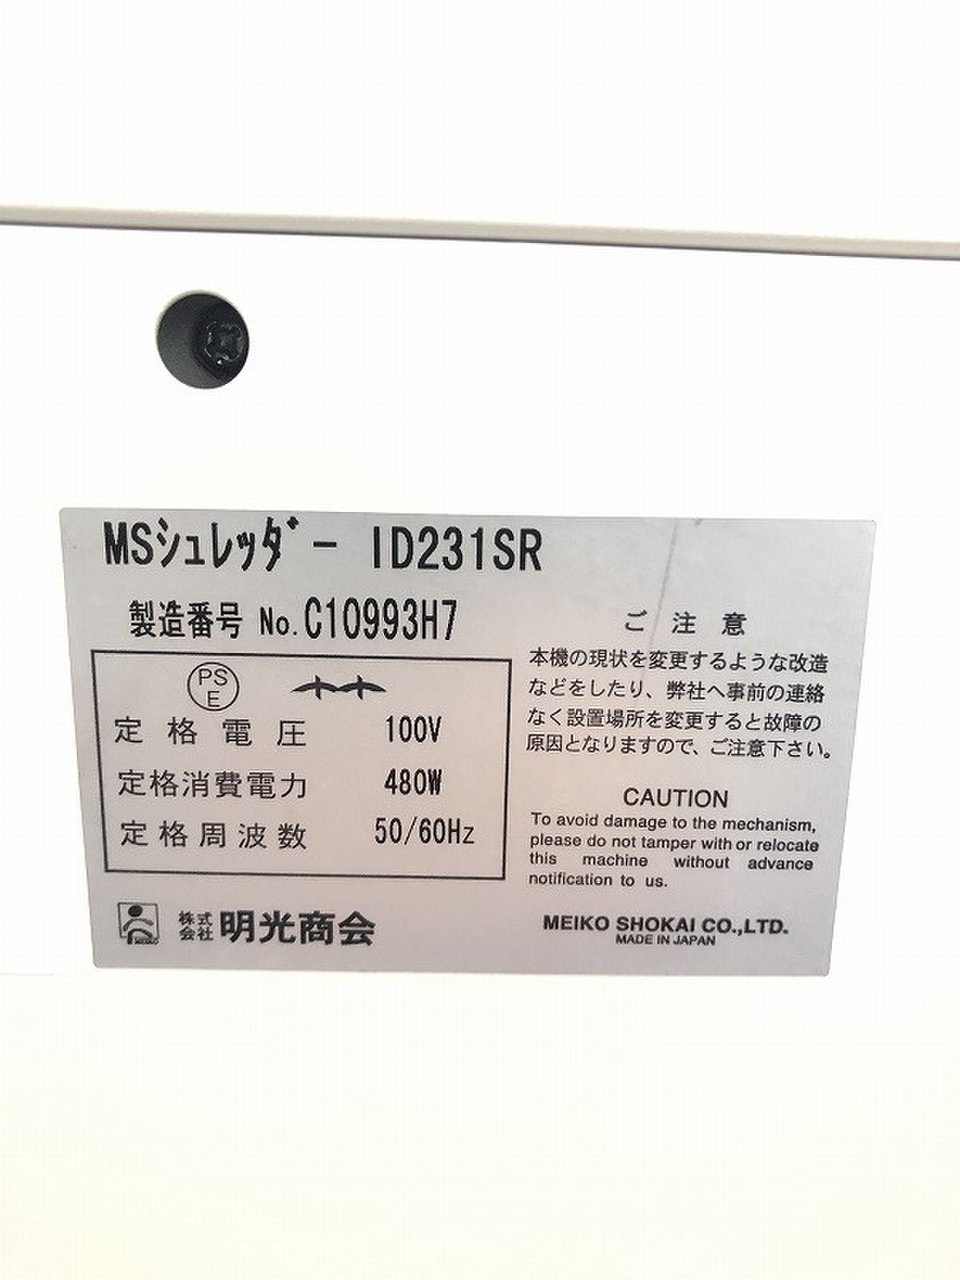 MSシュレッダー ID231SR
製造番号 No.C10993H7
PS
E
定格電圧 100V
定格消費電力 480W
定格周波数 50/60Hz
MEIKO
株式会社 明光商会
ご注意
本機の現状を変更するような改造
などをしたり、弊社へ事前の連絡
なく設置場所を変更すると故障の
原因となりますので、ご注意下さい。
CAUTION
To avoid damage to the mechanism,
please do not tamper with or relocate
this machine without advance
notification to us.
MEIKO SHOKAI CO.,LTD.
MADE IN JAPAN